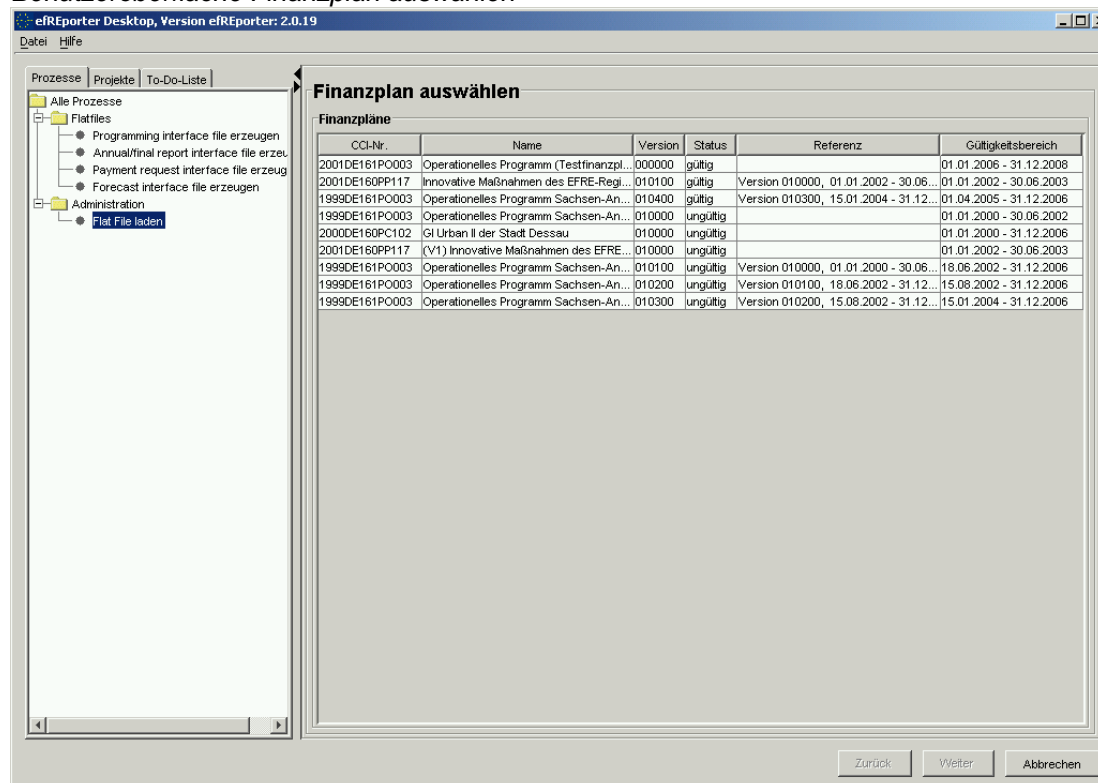 Benutzeroberfläche Finanzplan auswählen
efREporter Desktop, Version efREporter: 2.0.19
Datei Hilfe
Prozesse Projekte To-Do-Liste
Alle Prozesse
Flatfiles
Programming interface file erzeugen
Annual/final report interface file erzeu
Payment request interface file erzeug
Forecast interface file erzeugen
Administration
Flat File laden
Finanzplan auswählen
Finanzpläne
CCI-Nr. Name Version Status Referenz Gültigkeitsbereich
2001DE161PO003 Operationelles Programm (Testfinanzpl... 000000 gültig 01.01.2006 - 31.12.2008
2001DE160PP117 Innovative Maßnahmen des EFRE-Regi... 010100 gültig Version 010000, 01.01.2002 - 30.06... 01.01.2002 - 30.06.2003
1999DE161PO003 Operationelles Programm Sachsen-An... 010400 gültig Version 010300, 15.01.2004 - 31.12... 01.04.2005 - 31.12.2006
1999DE161PO003 Operationelles Programm Sachsen-An... 010000 ungültig 01.01.2000 - 30.06.2002
2000DE160PC102 GI Urban II der Stadt Dessau 010000 ungültig 01.01.2000 - 31.12.2006
2001DE160PP117 (V1) Innovative Maßnahmen des EFRE... 010000 ungültig 01.01.2002 - 30.06.2003
1999DE161PO003 Operationelles Programm Sachsen-An... 010100 ungültig Version 010000, 01.01.2000 - 30.06... 18.06.2002 - 31.12.2006
1999DE161PO003 Operationelles Programm Sachsen-An... 010200 ungültig Version 010100, 18.06.2002 - 31.12... 15.08.2002 - 31.12.2006
1999DE161PO003 Operationelles Programm Sachsen-An... 010300 ungültig Version 010200, 15.08.2002 - 31.12... 15.01.2004 - 31.12.2006
Zurück Weiter Abbrechen